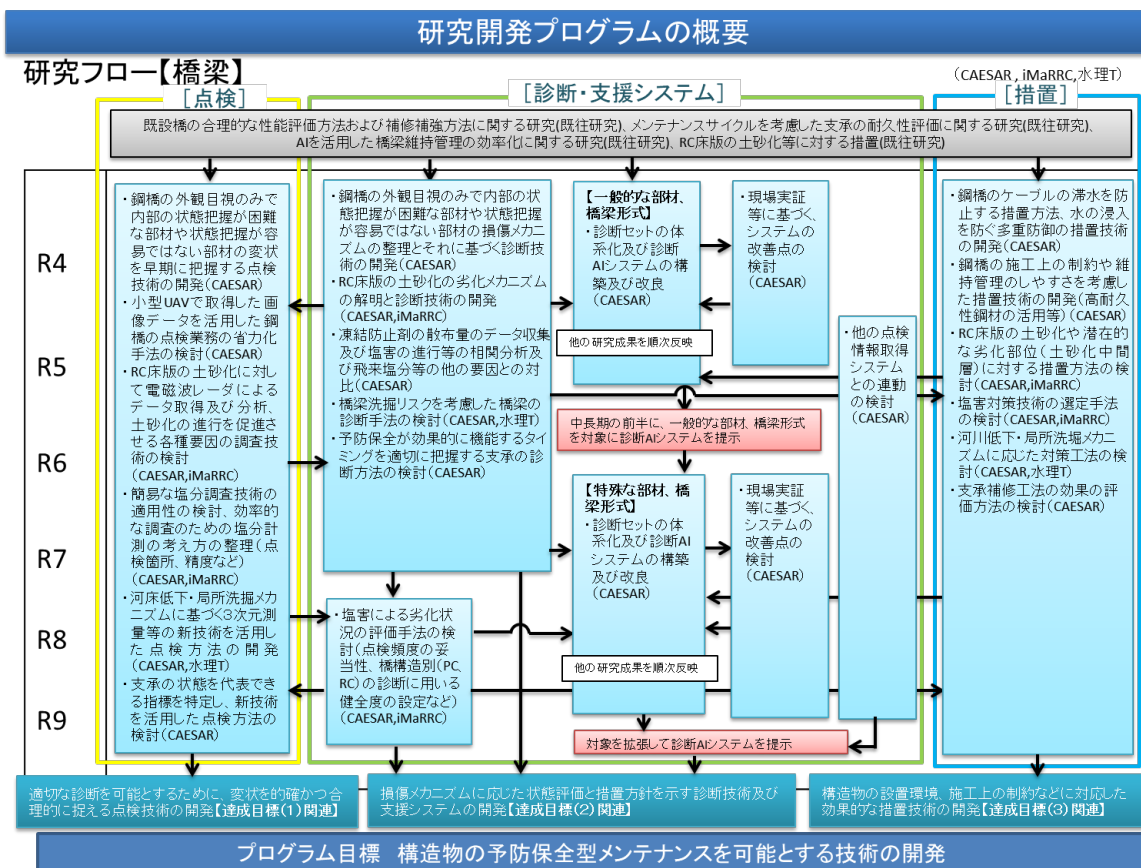 研究開発プログラムの概要
研究フロー【橋梁】
(CAESAR , iMaRRC,水理T)
[点検]
[診断・支援システム]
[措置]
既設橋の合理的な性能評価方法および補修補強方法に関する研究(既往研究)、メンテナンスサイクルを考慮した支承の耐久性評価に関する研究(既往研究)、
AIを活用した橋梁維持管理の効率化に関する研究(既往研究)、RC床版の土砂化等に対する措置(既往研究)
R4
R5
R6
R7
R8
R9
・鋼橋の外観目視のみで
内部の状態把握が困難
な部材や状態把握が容
易ではない部材の変状
を早期に把握する点検
技術の開発(CAESAR)
・小型UAVで取得した画
像データを活用した鋼
橋の点検業務の省力化
手法の検討(CAESAR)
・RC床版の土砂化に対し
て電磁波レーダによる
データ取得及び分析、
土砂化の進行を促進さ
せる各種要因の調査技
術の検討
(CAESAR,iMaRRC)
・簡易な塩分調査技術の
適用性の検討、効率的
な調査のための塩分計
測の考え方の整理(点
検箇所、精度など)
(CAESAR,iMaRRC)
・河床低下・局所洗掘メカ
ニズムに基づく3次元測
量等の新技術を活用し
た点検方法の開発
(CAESAR,水理T)
・支承の状態を代表でき
る指標を特定し、新技術
を活用した点検方法の
検討(CAESAR)
・鋼橋の外観目視のみで内部の状
態把握が困難な部材や状態把握
が容易ではない部材の損傷メカニ
ズムの整理とそれに基づく診断技
術の開発(CAESAR)
・RC床版の土砂化の劣化メカニズム
の解明と診断技術の開発
(CAESAR,iMaRRC)
・凍結防止剤の散布量のデータ収集
及び塩害の進行等の相関分析及
び飛来塩分等の他の要因との対
比(CAESAR)
・橋梁洗掘リスクを考慮した橋梁の
診断手法の検討(CAESAR,水理T)
・予防保全が効果的に機能するタイ
ミングを適切に把握する支承の診
断方法の検討(CAESAR)
・塩害による劣化状
況の評価手法の検
討(点検頻度の妥
当性、橋構造別(PC,
RC)の診断に用いる
健全度の設定など)
(CAESAR,iMaRRC)
【一般的な部材、
橋梁形式】
・診断セットの体
系化及び診断
AIシステムの構
築及び改良
(CAESAR)
他の研究成果を順次反映
・現場実証
等に基づく、
システムの
改善点の
検討
(CAESAR)
中長期の前半に、一般的な部材、橋梁形式
を対象に診断AIシステムを提示
【特殊な部材、橋
梁形式】
・診断セットの体
系化及び診断AI
システムの構築
及び改良
(CAESAR)
他の研究成果を順次反映
・現場実証
等に基づく、
システムの
改善点の
検討
(CAESAR)
対象を拡張して診断AIシステムを提示
・他の点検
情報取得
システム
との連動
の検討
(CAESAR)
・鋼橋のケーブルの滞水を防
止する措置方法、水の浸入
を防ぐ多重防御の措置技術
の開発(CAESAR)
・鋼橋の施工上の制約や維
持管理のしやすさを考慮し
た措置技術の開発(高耐久
性鋼材の活用等)(CAESAR)
・RC床版の土砂化や潜在的
な劣化部位(土砂化中間
層)に対する措置方法の検
討(CAESAR,iMaRRC)
・塩害対策技術の選定手法
の検討(CAESAR,iMaRRC)
・河川低下・局所洗掘メカニ
ズムに応じた対策工法の検
討(CAESAR,水理T)
・支承補修工法の効果の評
価方法の検討(CAESAR)
適切な診断を可能とするために、変状を的確かつ合
理的に捉える点検技術の開発【達成目標(1)関連】
損傷メカニズムに応じた状態評価と措置方針を示す診断技術及び
支援システムの開発【達成目標(2)関連】
構造物の設置環境、施工上の制約などに対応した
効果的な措置技術の開発【達成目標(3)関連】
プログラム目標 構造物の予防保全型メンテナンスを可能とする技術の開発